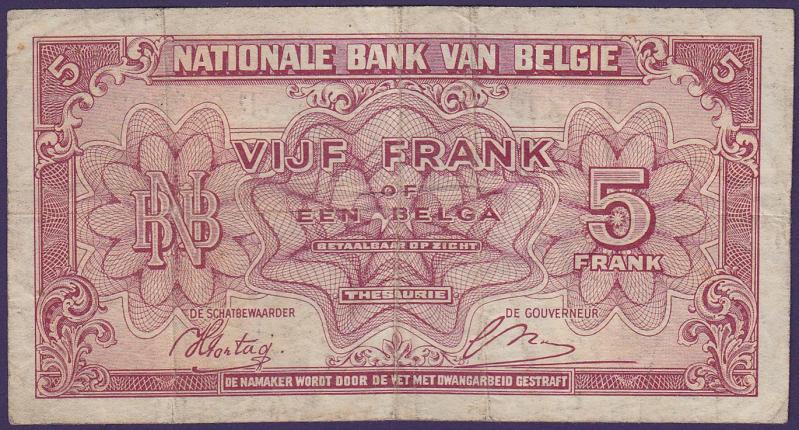 5 NATIONALE BANK VAN BELGIE 5
VIJF FRANK
OF
EEN BELGA
BNB
5
FRANK
BETAALBAAR OP ZICHT
THESAURIE
DE SCHATBEWAARDER
DE GOUVERNEUR
DE NAMAKER WORDT DOOR DE WET MET DWANGARBEID GESTRAFT